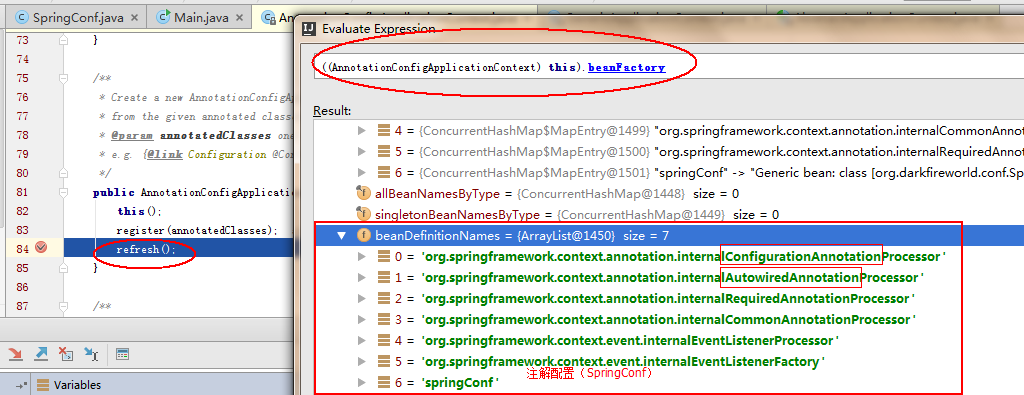 SpringConf.java
Main.java
73 }
74
75 /**
76 * Create a new AnnotationConfigAp
77 * from the given annotated class
78 * @param annotatedClasses one
79 * e.g. {@link Configuration @Con
80 */
81 public AnnotationConfigApplication
82 this();
83 register(annotatedClasses);
84 refresh();
85 }
86
87 /**
Variables
Evaluate Expression
((AnnotationConfigApplicationContext) this).beanFactory
Result:
4 = {ConcurrentHashMap$MapEntry@1499} "org.springframework.context.annotation.internalCommonAnno
5 = {ConcurrentHashMap$MapEntry@1500} "org.springframework.context.annotation.internalRequiredAnno
6 = {ConcurrentHashMap$MapEntry@1501} "springConf" -> "Generic bean: class [org.darkfireworld.conf.Sp
allBeanNamesByType = {ConcurrentHashMap@1448} size = 0
singletonBeanNamesByType = {ConcurrentHashMap@1449} size = 0
beanDefinitionNames = {ArrayList@1450} size = 7
0 = 'org.springframework.context.annotation.internalConfigurationAnnotationProcessor'
1 = 'org.springframework.context.annotation.internalAutowiredAnnotationProcessor'
2 = 'org.springframework.context.annotation.internalRequiredAnnotationProcessor'
3 = 'org.springframework.context.annotation.internalCommonAnnotationProcessor'
4 = 'org.springframework.context.event.internalEventListenerProcessor'
5 = 'org.springframework.context.event.internalEventListenerFactory'
注解配置（SpringConf）
6 = 'springConf'